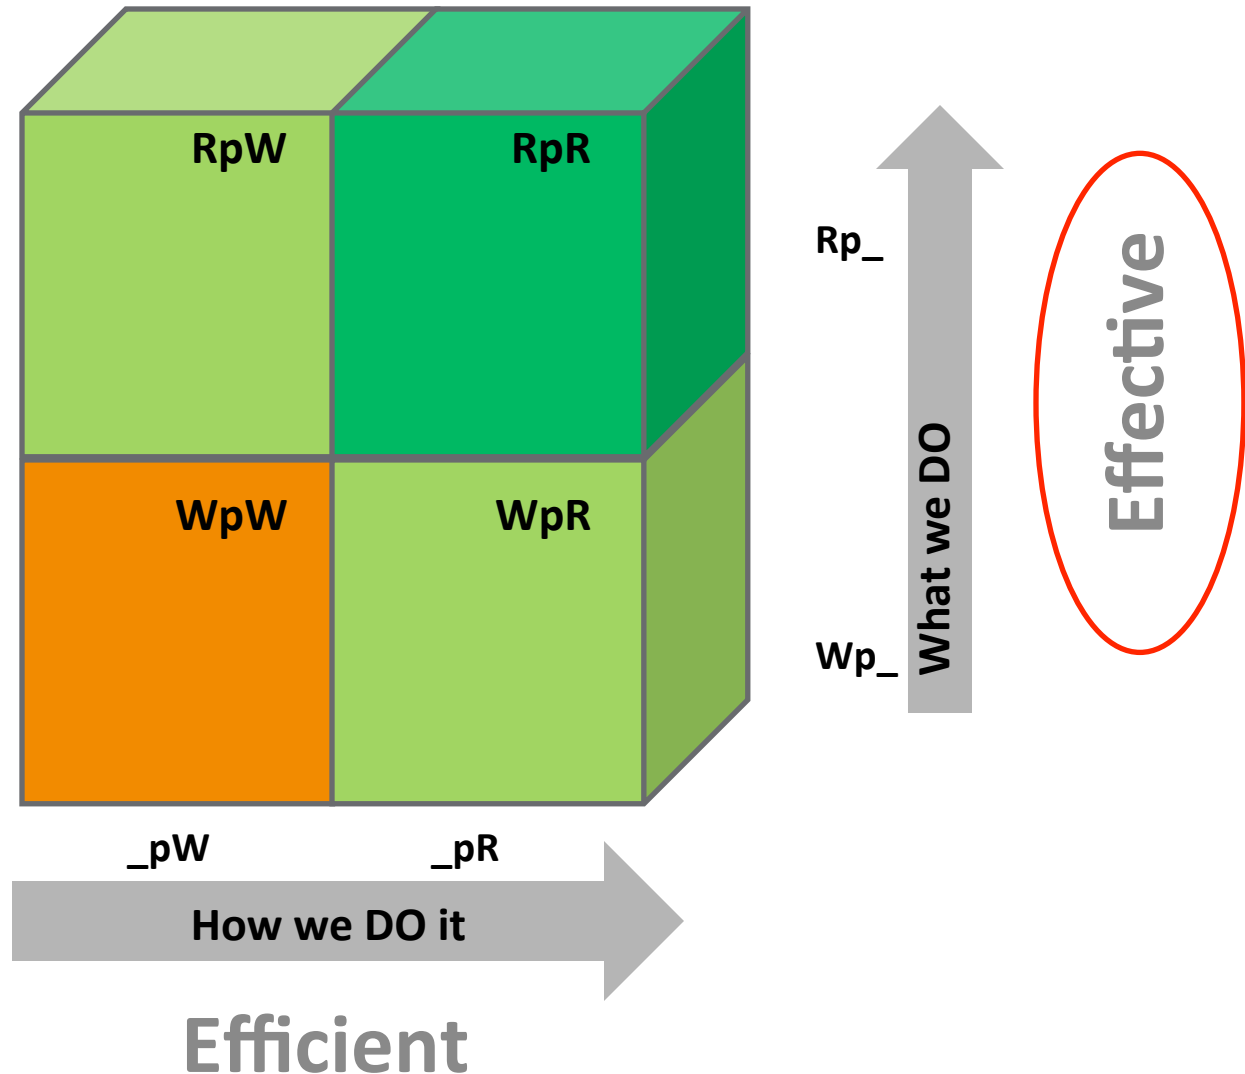 RpW RpR
Rp_
WpW WpR
Wp_
What we DO
Effective
_pW _pR
How we DO it
Efficient